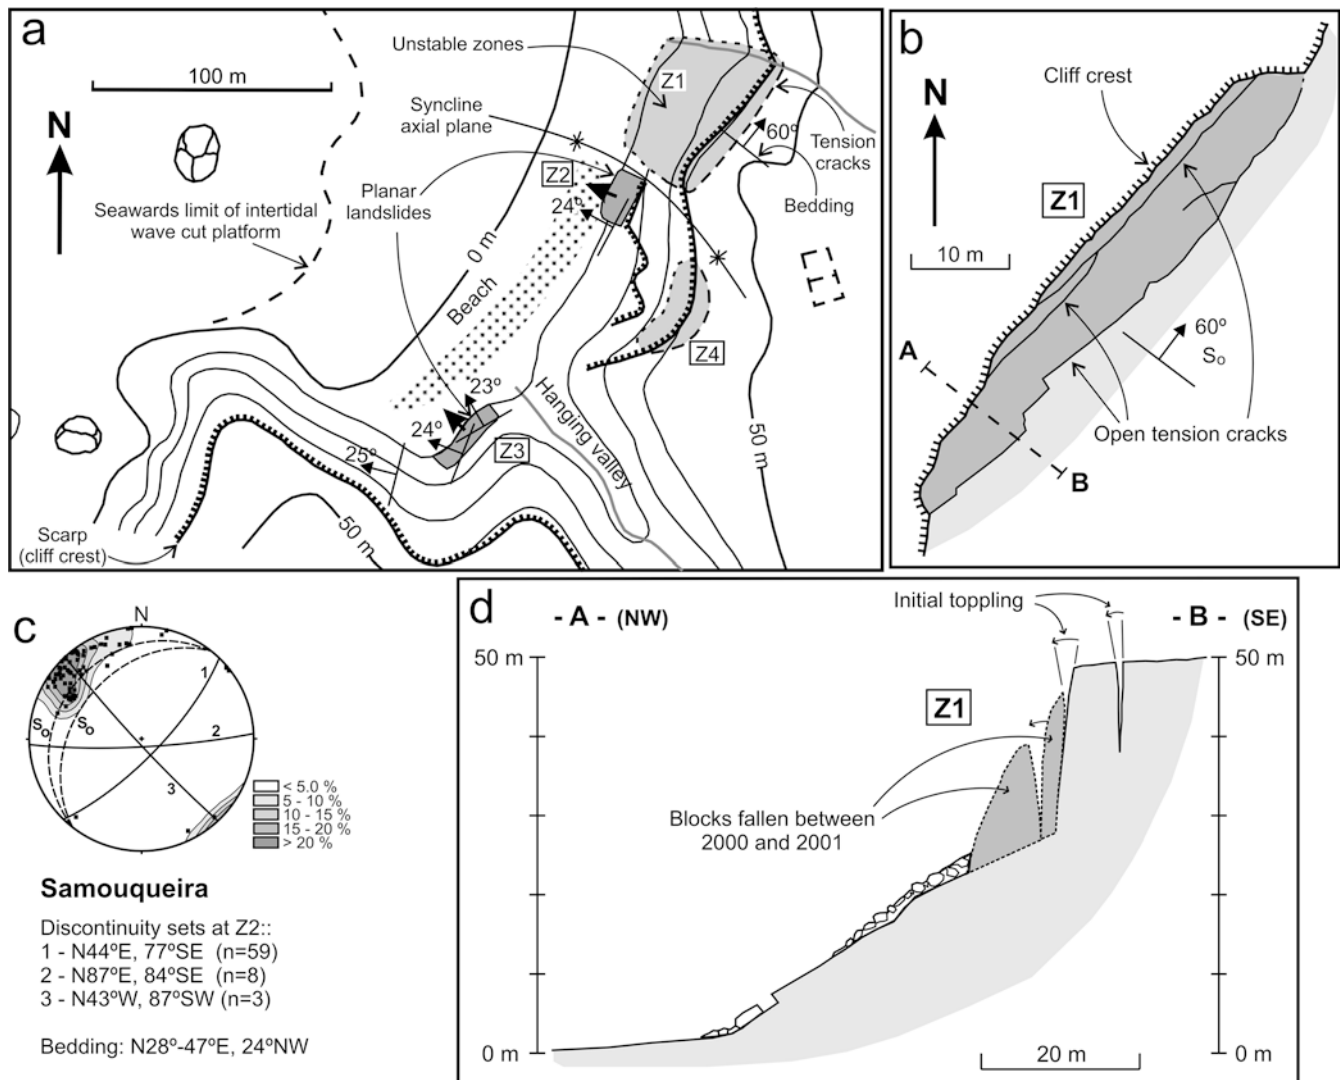 a
100 m
N
Seawards limit of intertidal
wave cut platform
Unstable zones
Z1
Syncline
axial plane
60º
Tension
cracks
Planar
landslides
Z2
24º
Bedding
0 m
Beach
Z4
23º
24º
25º
Z3
Hanging valley
50 m
50 m
Scarp
(cliff crest)
b
Cliff crest
N
Z1
10 m
A
60º
So
Open tension cracks
B
c
N
1
So
So
2
3
< 5.0 %
5 - 10 %
10 - 15 %
15 - 20 %
> 20 %
Samouqueira
Discontinuity sets at Z2::
1 - N44ºE, 77ºSE (n=59)
2 - N87ºE, 84ºSE (n=8)
3 - N43ºW, 87ºSW (n=3)
Bedding: N28º-47ºE, 24ºNW
d
Initial toppling
- A - (NW)
- B - (SE)
50 m
50 m
Z1
Blocks fallen between
2000 and 2001
0 m
20 m
0 m